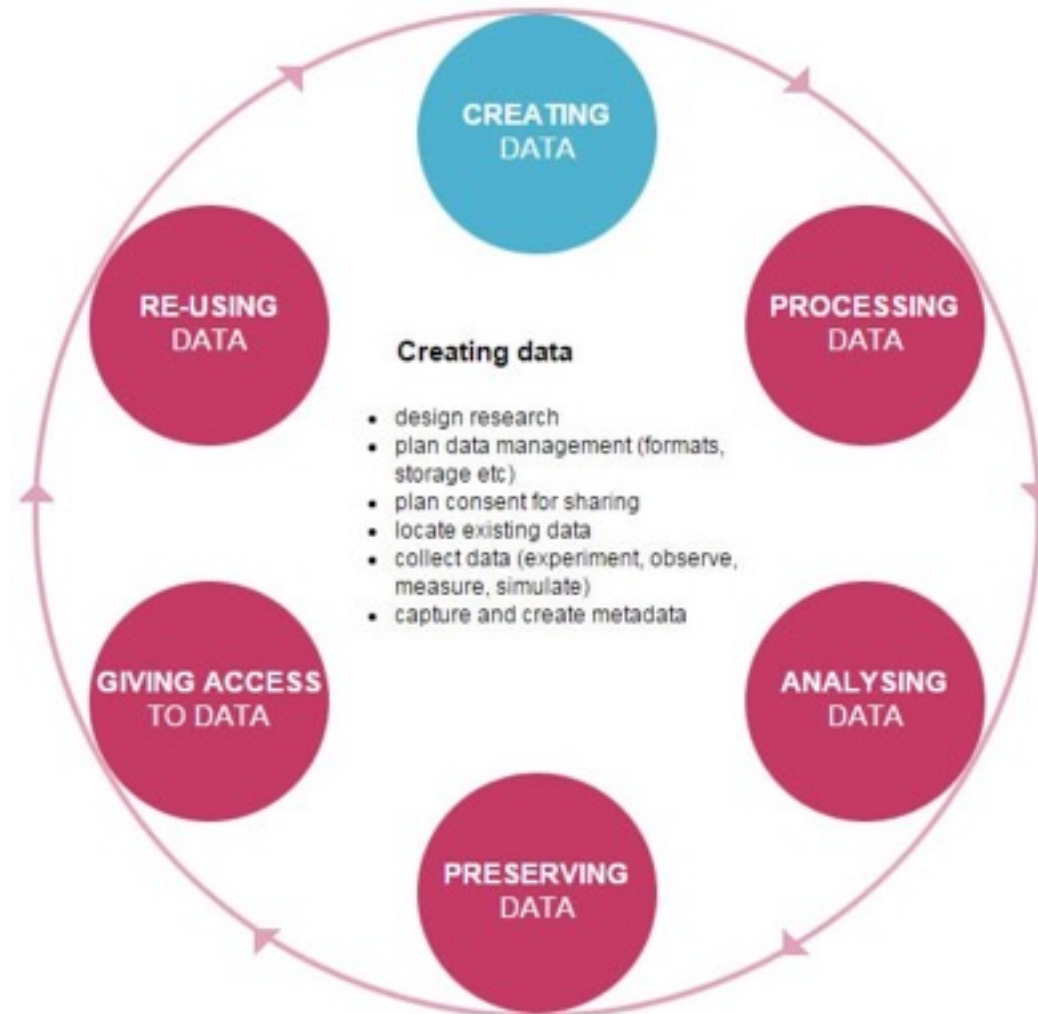 CREATING
DATA
PROCESSING
DATA
ANALYSING
DATA
PRESERVING
DATA
GIVING ACCESS
TO DATA
RE-USING
DATA
Creating data
• design research
• plan data management (formats,
storage etc)
• plan consent for sharing
• locate existing data
• collect data (experiment, observe,
measure, simulate)
• capture and create metadata